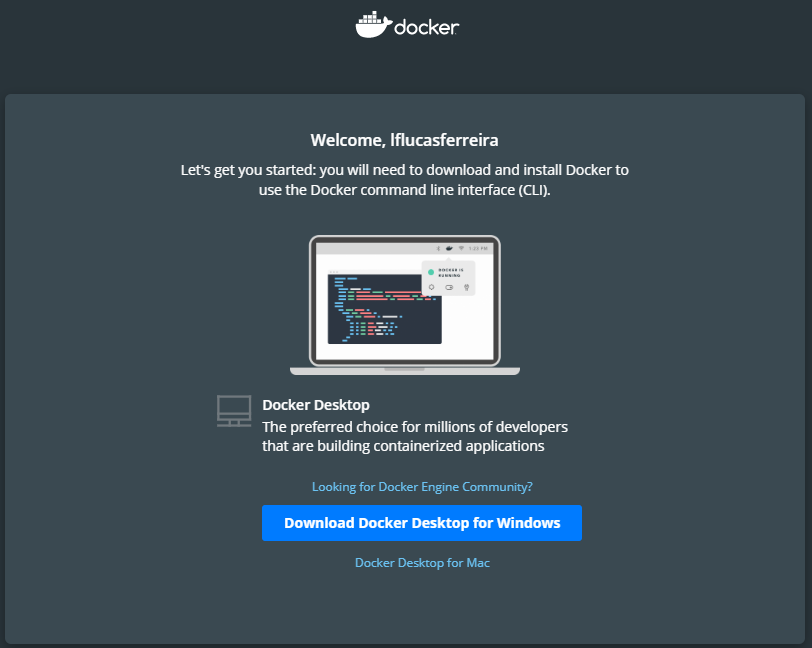 docker
Welcome, lflucasferreira
Let's get you started: you will need to download and install Docker to
use the Docker command line interface (CLI).
1:23 PM
DOCKER IS
RUNNING
Docker Desktop
The preferred choice for millions of developers
that are building containerized applications
Looking for Docker Engine Community?
Download Docker Desktop for Windows
Docker Desktop for Mac